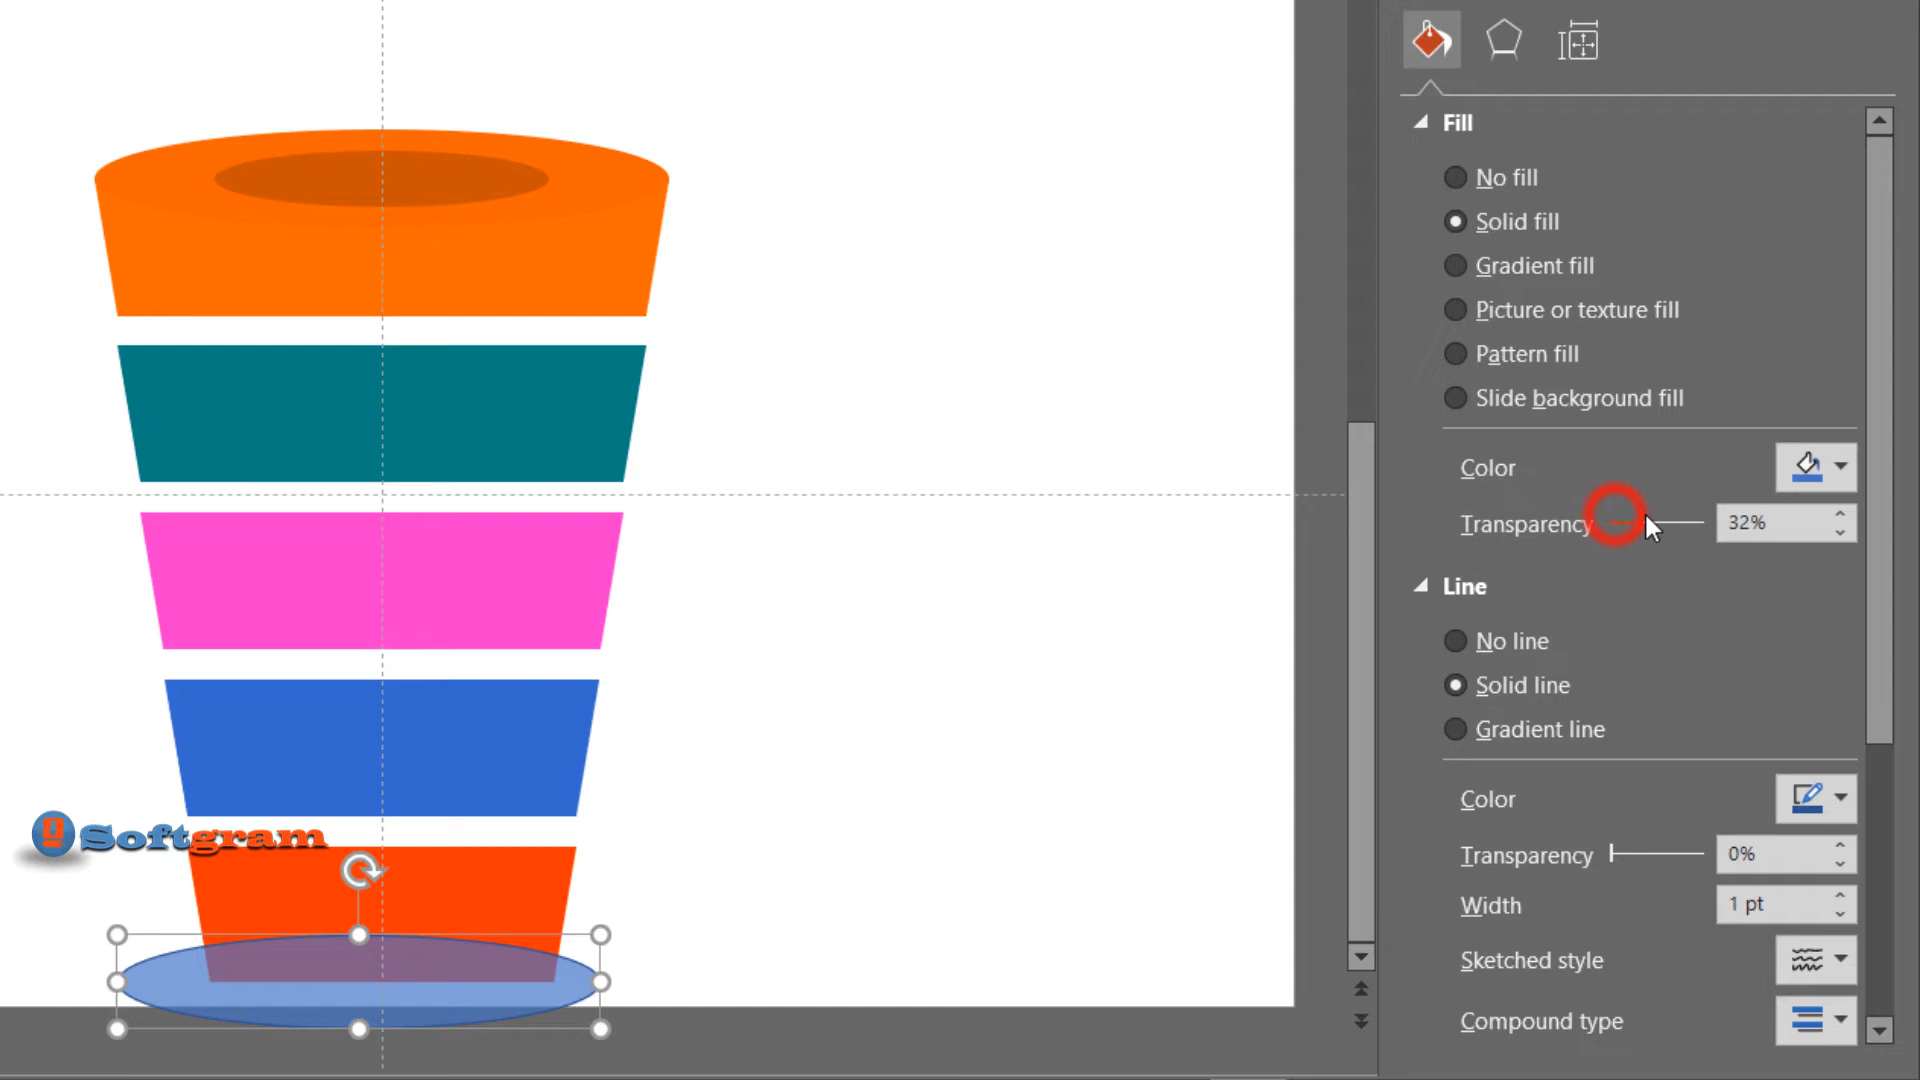 Fill
No fill
Solid fill
Gradient fill
Picture or texture fill
Pattern fill
Slide background fill
Color
Transparency 32%
Line
No line
Solid line
Gradient line
Color
Transparency 0%
Width 1 pt
Sketched style
Compound type
Softgram